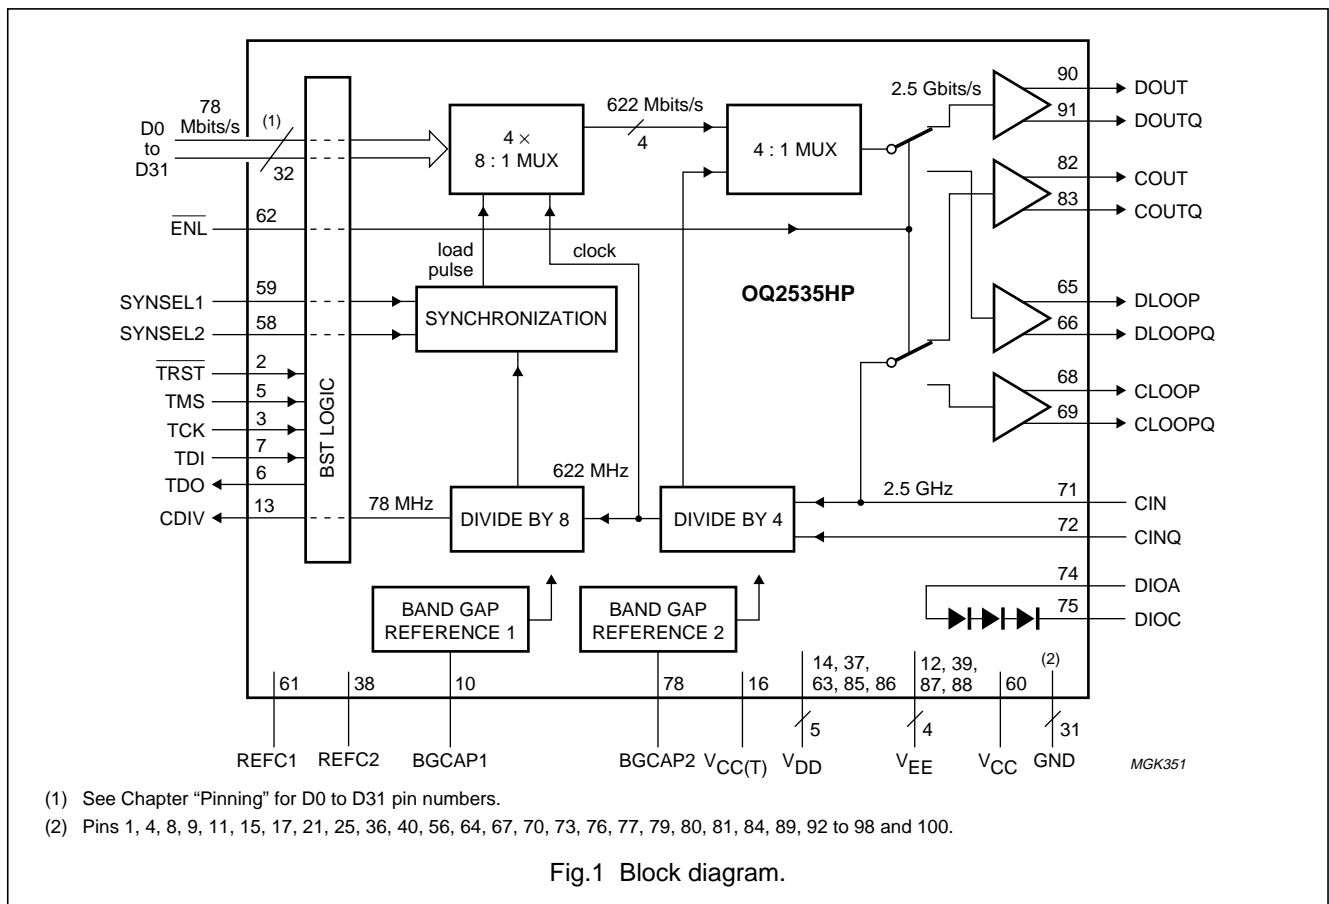 78
Mbits/s
(1)
D0
to
D31
32
4 ×
8 : 1 MUX
622 Mbits/s
4
4 : 1 MUX
2.5 Gbits/s
90
DOUT
91
DOUTQ
82
COUT
83
COUTQ
ENL
62
load
pulse
clock
OQ2535HP
SYNSEL1
59
SYNSEL2
58
SYNCHRONIZATION
65
DLOOP
66
DLOOPQ
TRST
2
TMS
5
TCK
3
TDI
7
TDO
6
CDIV
13
BST LOGIC
68
CLOOP
69
CLOOPQ
78 MHz
DIVIDE BY 8
622 MHz
DIVIDE BY 4
2.5 GHz
71
CIN
72
CINQ
74
DIOA
75
DIOC
BAND GAP
REFERENCE 1
BAND GAP
REFERENCE 2
61
38
10
78
16
14, 37,
63, 85, 86
12, 39,
87, 88
60
(2)
5
4
31
REFC1
REFC2
BGCAP1
BGCAP2
VCC(T)
VDD
VEE
VCC
GND
MGK351
(1) See Chapter “Pinning” for D0 to D31 pin numbers.
(2) Pins 1, 4, 8, 9, 11, 15, 17, 21, 25, 36, 40, 56, 64, 67, 70, 73, 76, 77, 79, 80, 81, 84, 89, 92 to 98 and 100.
Fig.1 Block diagram.